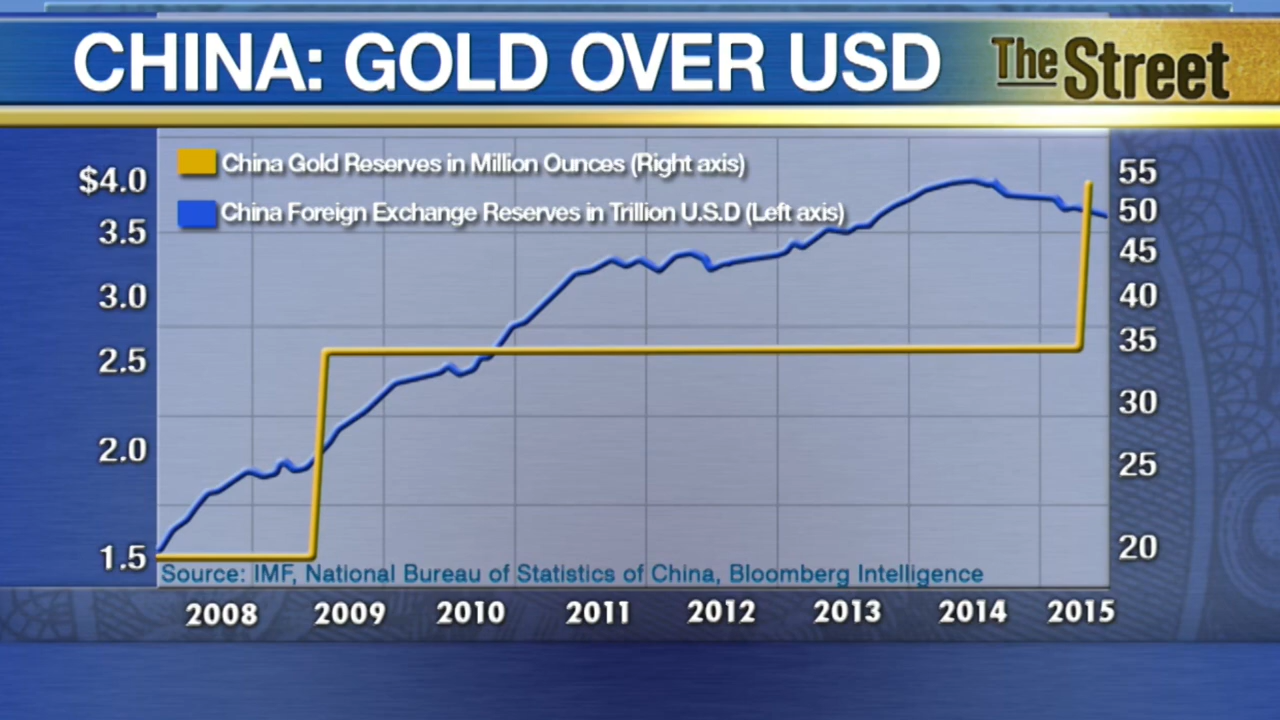 CHINA: GOLD OVER USD
The Street
China Gold Reserves in Million Ounces (Right axis)
China Foreign Exchange Reserves in Trillion U.S.D (Left axis)
$4.0
3.5
3.0
2.5
2.0
1.5
55
50
45
40
35
30
25
20
Source: IMF, National Bureau of Statistics of China, Bloomberg Intelligence
2008 2009 2010 2011 2012 2013 2014 2015